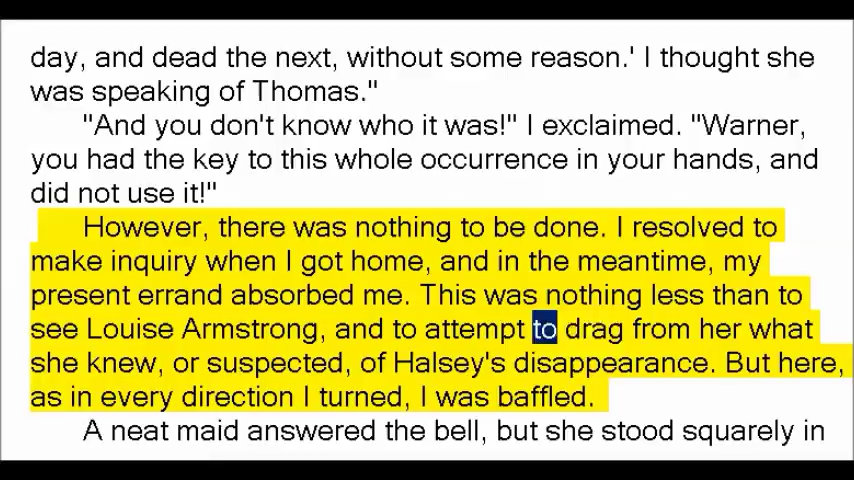 day, and dead the next, without some reason.' I thought she
was speaking of Thomas."
"And you don't know who it was!" I exclaimed. "Warner,
you had the key to this whole occurrence in your hands, and
did not use it!"
However, there was nothing to be done. I resolved to
make inquiry when I got home, and in the meantime, my
present errand absorbed me. This was nothing less than to
see Louise Armstrong, and to attempt to drag from her what
she knew, or suspected, of Halsey's disappearance. But here,
as in every direction I turned, I was baffled.
A neat maid answered the bell, but she stood squarely in